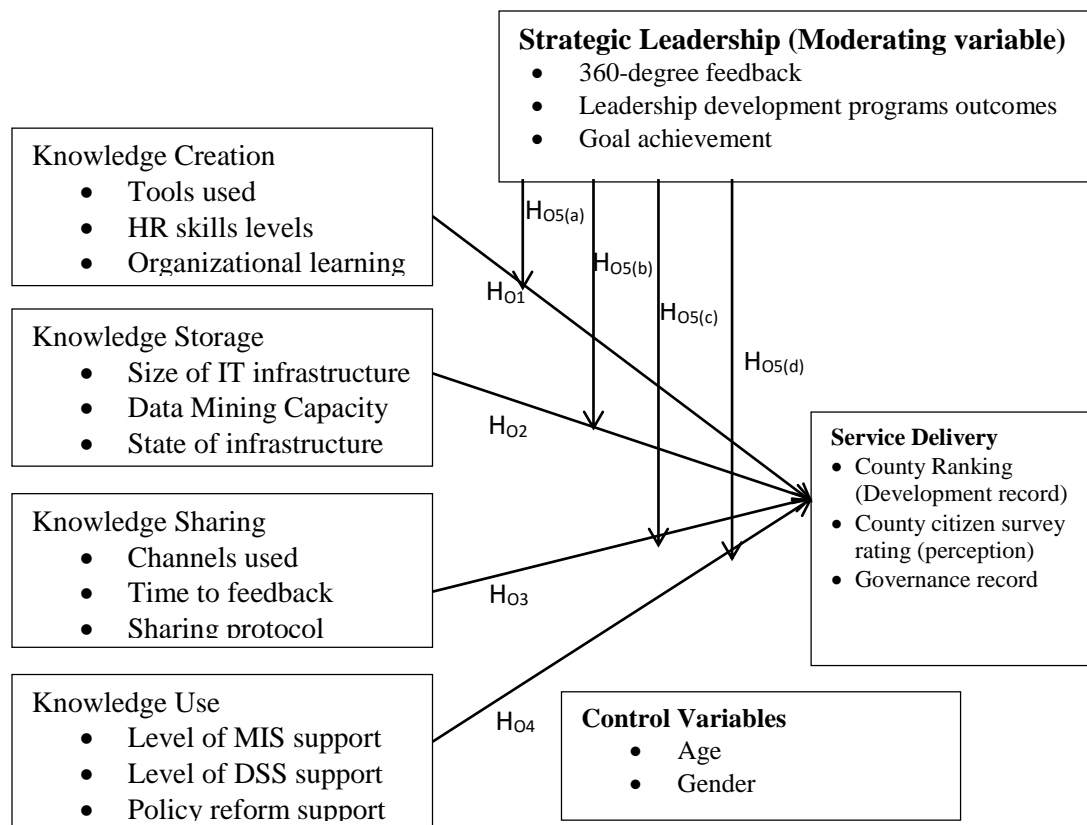 Strategic Leadership (Moderating variable)
• 360-degree feedback
• Leadership development programs outcomes
• Goal achievement
Knowledge Creation
• Tools used
• HR skills levels
• Organizational learning
Knowledge Storage
• Size of IT infrastructure
• Data Mining Capacity
• State of infrastructure
Knowledge Sharing
• Channels used
• Time to feedback
• Sharing protocol
Knowledge Use
• Level of MIS support
• Level of DSS support
• Policy reform support
HO5(a)
HO5(b)
HO5(c)
HO5(d)
HO1
HO2
HO3
HO4
Service Delivery
• County Ranking
(Development record)
• County citizen survey
rating (perception)
• Governance record
Control Variables
• Age
• Gender